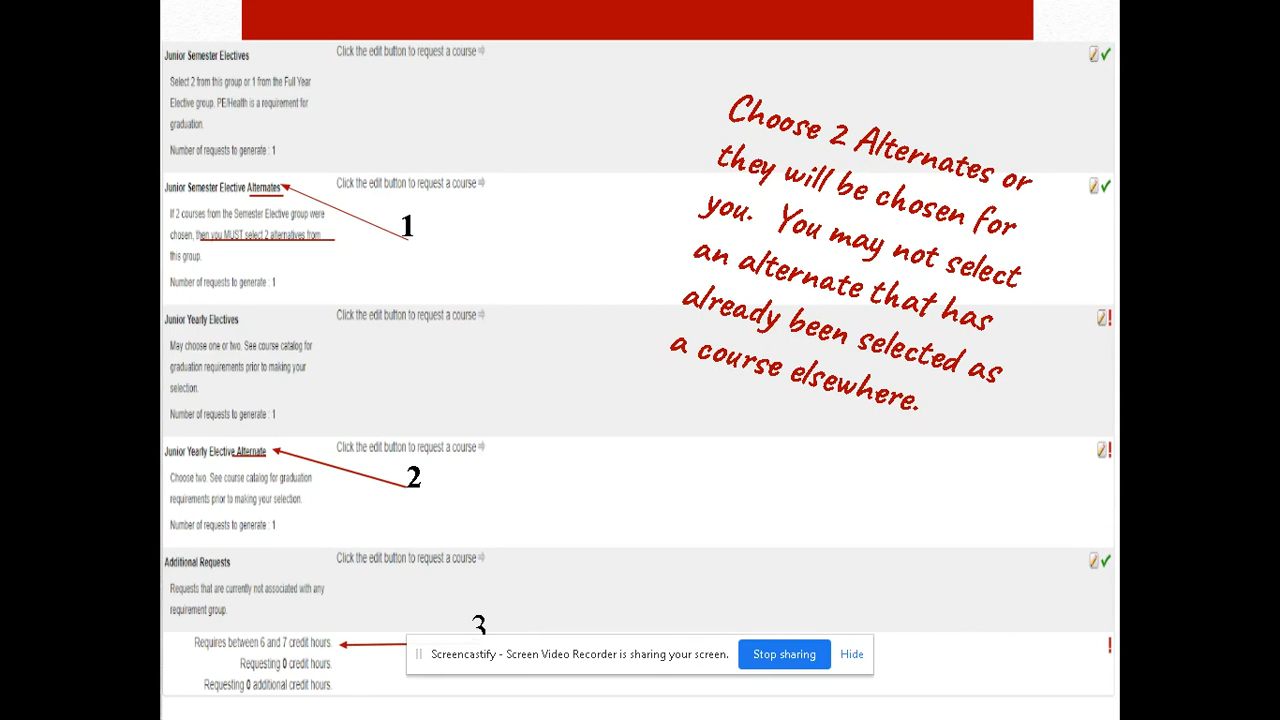 Junior Semester Electives
Click the edit button to request a course
Select 2 from this group or 1 from the Full Year
Elective group. PE/Health is a requirement for
graduation.
Number of requests to generate : 1
Junior Semester Elective Alternates
Click the edit button to request a course
If 2 courses from the Semester Elective group were
chosen, then you MUST select 2 alternatives from
this group.
Number of requests to generate : 1
1
Choose 2 Alternates or
they will be chosen for
you. You may not select
an alternate that has
already been selected as
a course elsewhere.
Junior Yearly Electives
Click the edit button to request a course
May choose one or two. See course catalog for
graduation requirements prior to making your
selection.
Number of requests to generate : 1
Junior Yearly Elective Alternate
Click the edit button to request a course
2
Choose two. See course catalog for graduation
requirements prior to making your selection.
Number of requests to generate : 1
Additional Requests
Click the edit button to request a course
Requests that are currently not associated with any
requirement group.
3
Requires between 6 and 7 credit hours.
Requesting 0 credit hours.
Requesting 0 additional credit hours.
Screencastify - Screen Video Recorder is sharing your screen.
Stop sharing
Hide